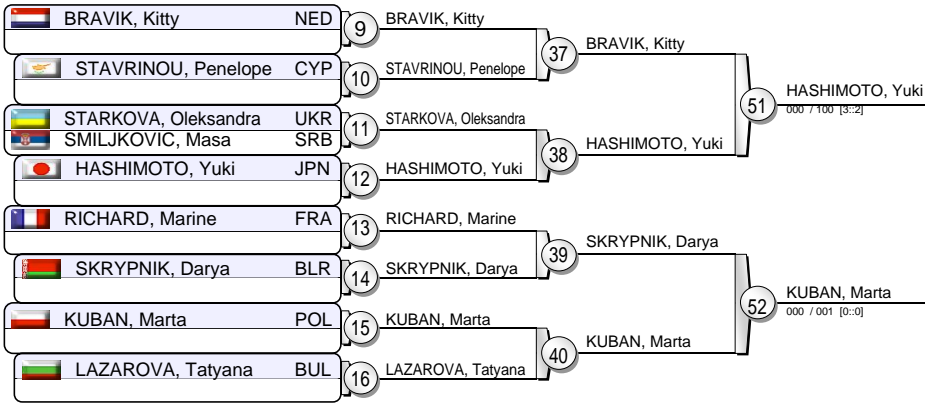 BRAVIK, Kitty NED
9
BRAVIK, Kitty
STAVRINOU, Penelope CYP
10
STAVRINOU, Penelope
37
BRAVIK, Kitty
STARKOVA, Oleksandra UKR
SMILJKOVIC, Masa SRB
11
STARKOVA, Oleksandra
HASHIMOTO, Yuki JPN
12
HASHIMOTO, Yuki
38
HASHIMOTO, Yuki
51
HASHIMOTO, Yuki
000 / 100 [3::2]
RICHARD, Marine FRA
13
RICHARD, Marine
SKRYPNIK, Darya BLR
14
SKRYPNIK, Darya
39
SKRYPNIK, Darya
KUBAN, Marta POL
15
KUBAN, Marta
LAZAROVA, Tatyana BUL
16
LAZAROVA, Tatyana
40
KUBAN, Marta
52
KUBAN, Marta
000 / 001 [0::0]